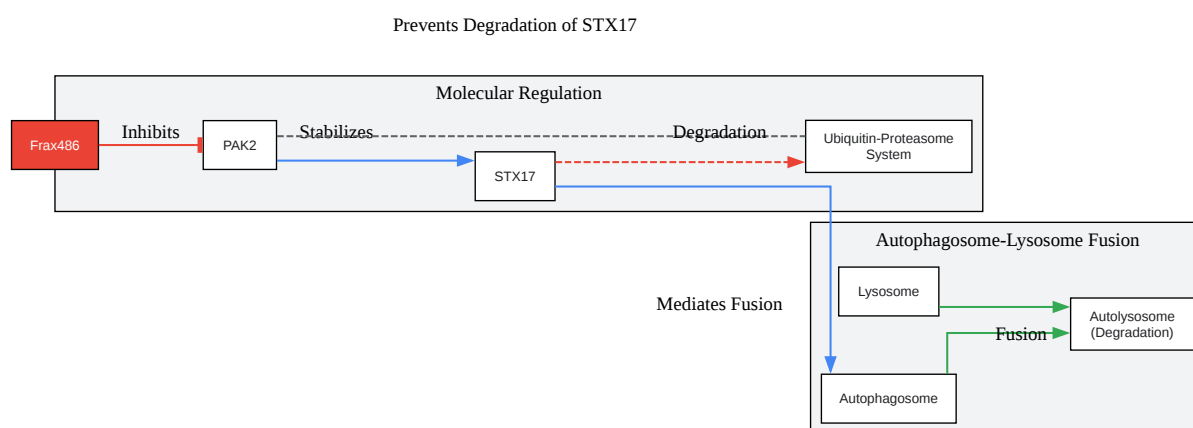 Prevents Degradation of STX17
Molecular Regulation
Frax486
Inhibits
PAK2
Stabilizes
Degradation
Ubiquitin-Proteasome
System
STX17
Autophagosome-Lysosome Fusion
Lysosome
Mediates Fusion
Autolysosome
(Degradation)
Fusion
Autophagosome